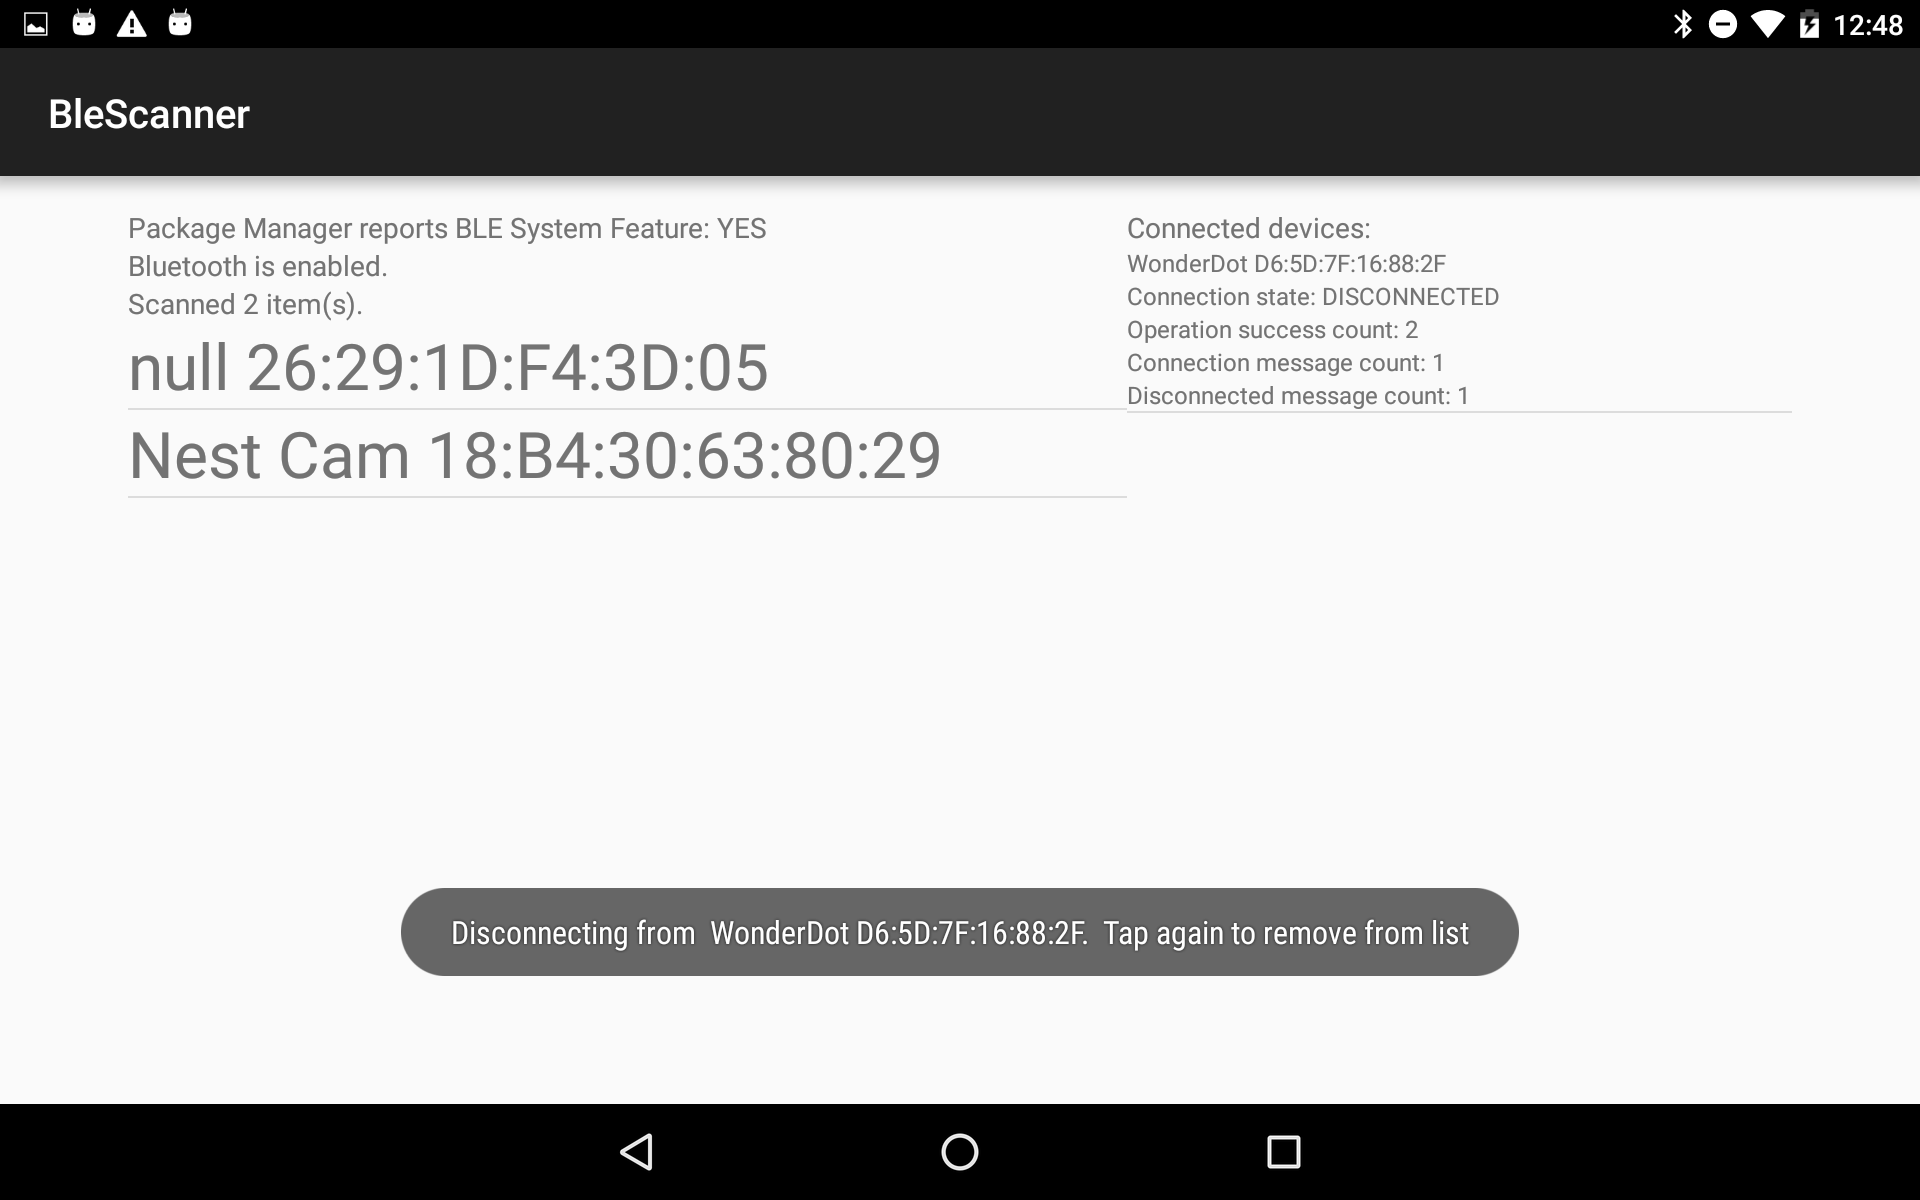 12:48
BleScanner
Package Manager reports BLE System Feature: YES
Bluetooth is enabled.
Scanned 2 item(s).
null 26:29:1D:F4:3D:05
Nest Cam 18:B4:30:63:80:29
Connected devices:
WonderDot D6:5D:7F:16:88:2F
Connection state: DISCONNECTED
Operation success count: 2
Connection message count: 1
Disconnected message count: 1
Disconnecting from  WonderDot D6:5D:7F:16:88:2F.  Tap again to remove from list